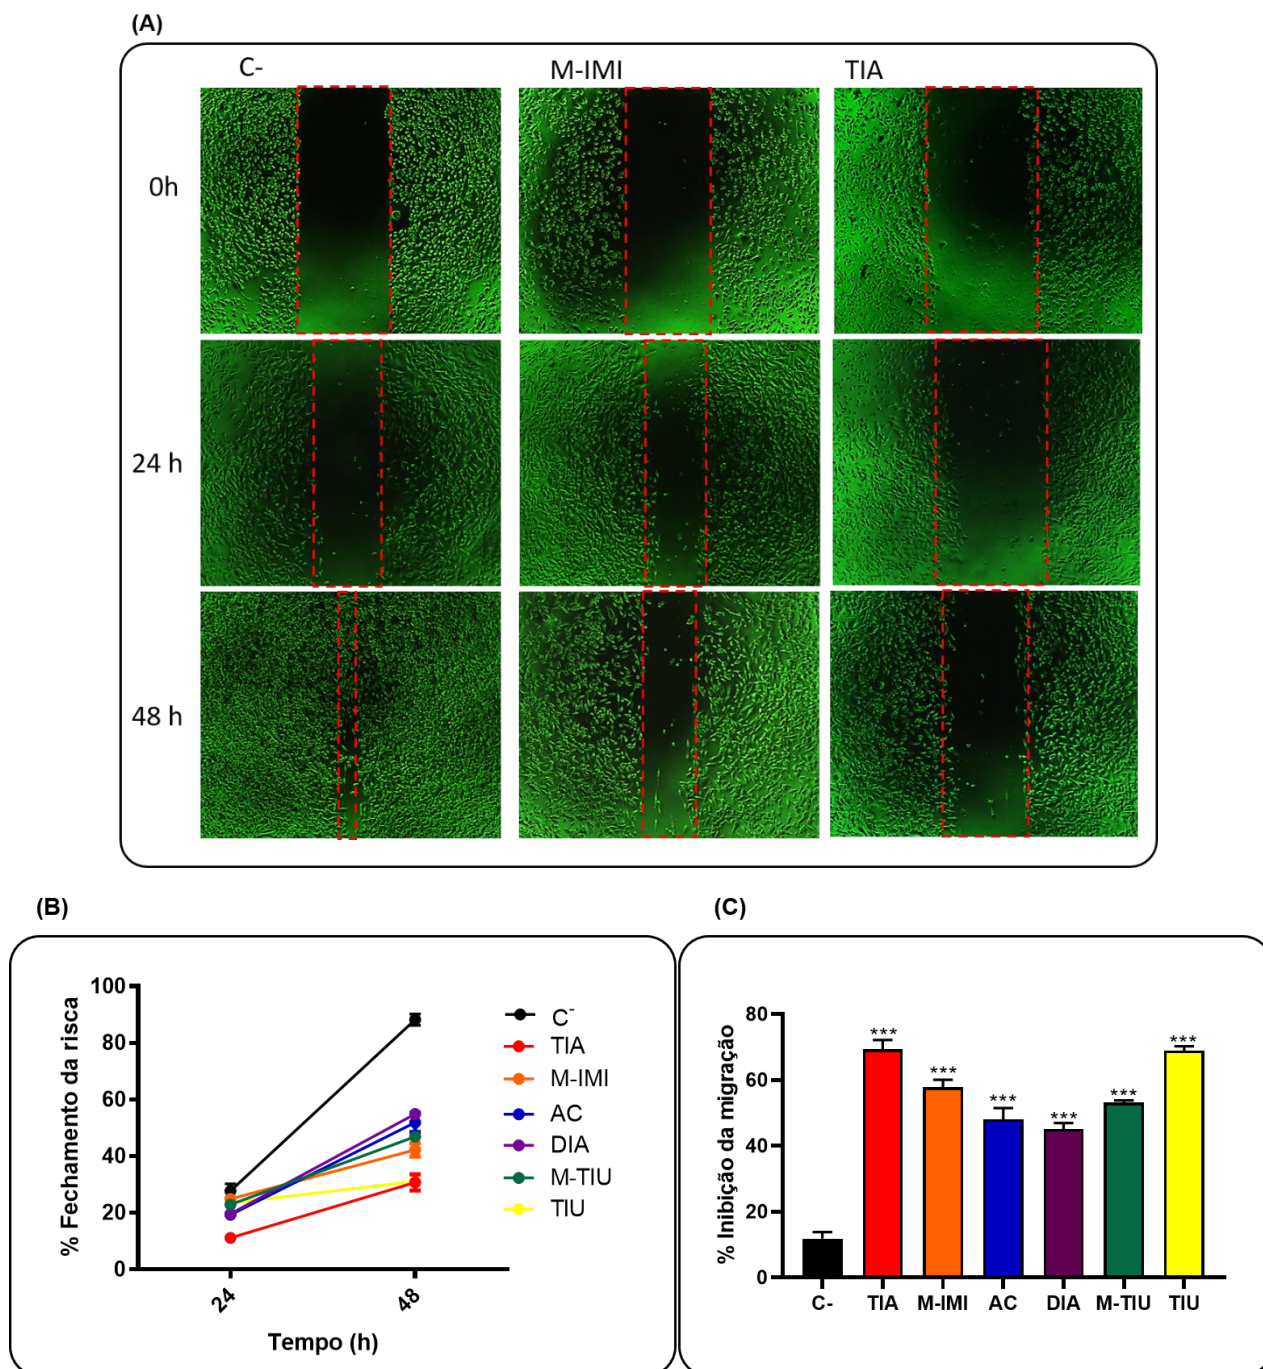 (A)
C- M-IMI TIA
0h
24 h
48 h
(B)
% Fechamento da risca
100
80
60
40
20
0
24 48
Tempo (h)
C-
TIA
M-IMI
AC
DIA
M-TIU
TIU
(C)
% Inibição da migração
80
60
40
20
0
*** *** *** *** *** ***
C- TIA M-IMI AC DIA M-TIU TIU